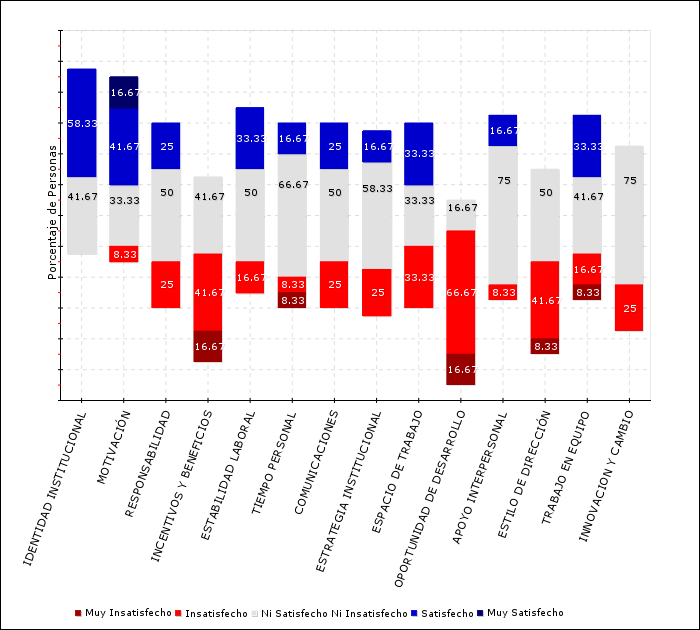 Porcentaje de Personas
58.33
41.67
16.67
41.67
33.33
8.33
25
50
25
41.67
41.67
16.67
33.33
50
16.67
16.67
66.67
8.33
8.33
25
50
25
16.67
58.33
25
33.33
33.33
33.33
16.67
66.67
16.67
16.67
75
8.33
50
41.67
8.33
33.33
41.67
16.67
8.33
75
25
IDENTIDAD INSTITUCIONAL
MOTIVACIÓN
RESPONSABILIDAD
INCENTIVOS Y BENEFICIOS
ESTABILIDAD LABORAL
TIEMPO PERSONAL
COMUNICACIONES
ESTRATEGIA INSTITUCIONAL
ESPACIO DE TRABAJO
OPORTUNIDAD DE DESARROLLO
APOYO INTERPERSONAL
ESTILO DE DIRECCIÓN
TRABAJO EN EQUIPO
INNOVACION Y CAMBIO
Muy Insatisfecho Insatisfecho Ni Satisfecho Ni Insatisfecho Satisfecho Muy Satisfecho